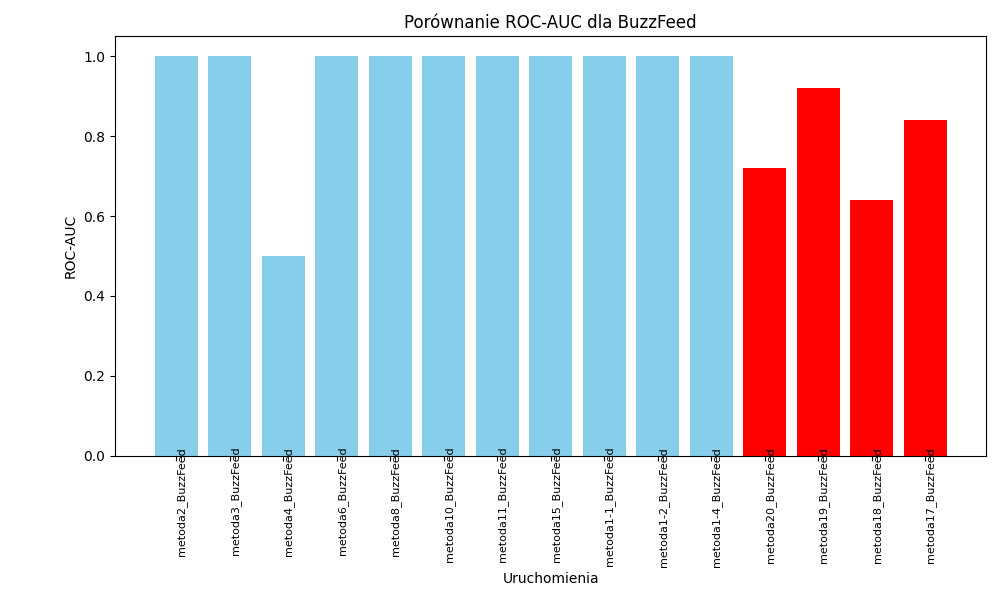 Porównanie ROC-AUC dla BuzzFeed
ROC-AUC
1.0
0.8
0.6
0.4
0.2
0.0
metoda2_BuzzFeed
metoda3_BuzzFeed
metoda4_BuzzFeed
metoda6_BuzzFeed
metoda8_BuzzFeed
metoda10_BuzzFeed
metoda11_BuzzFeed
metoda15_BuzzFeed
metoda1-1_BuzzFeed
metoda1-2_BuzzFeed
metoda1-4_BuzzFeed
metoda20_BuzzFeed
metoda19_BuzzFeed
metoda18_BuzzFeed
metoda17_BuzzFeed
Uruchomienia